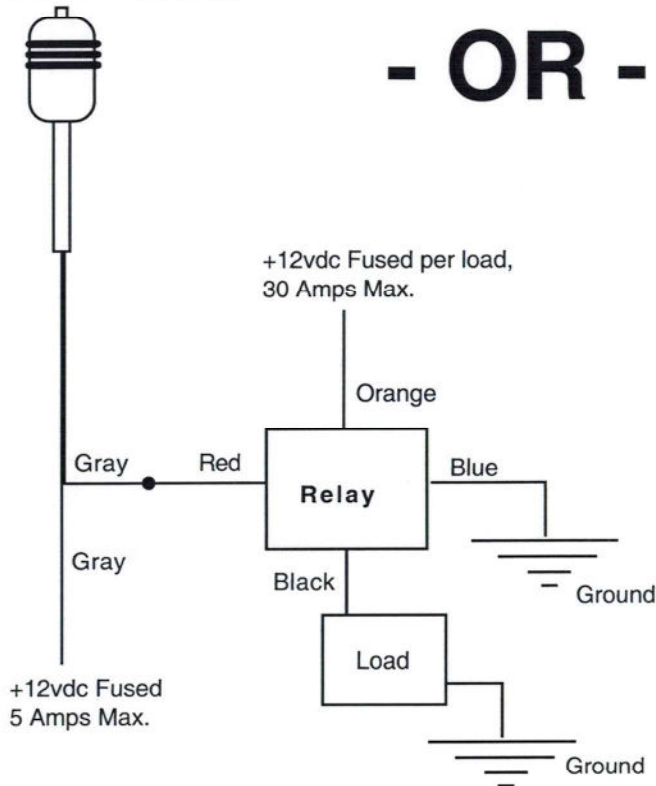 - OR -
+12vdc Fused per load,
30 Amps Max.
Orange
Gray
Red
Relay
Blue
Gray
Black
Ground
Load
+12vdc Fused
5 Amps Max.
Ground